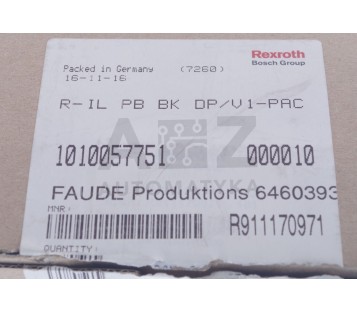 Rexroth
Bosch Group
Packed in Germany (7260)
16-11-16
R-IL PB BK DP/V1-PAC
1010057751 000010
AUTOMATYKA
FAUDE Produktions 6460393
MNR:
R911170971
QUANTITY: